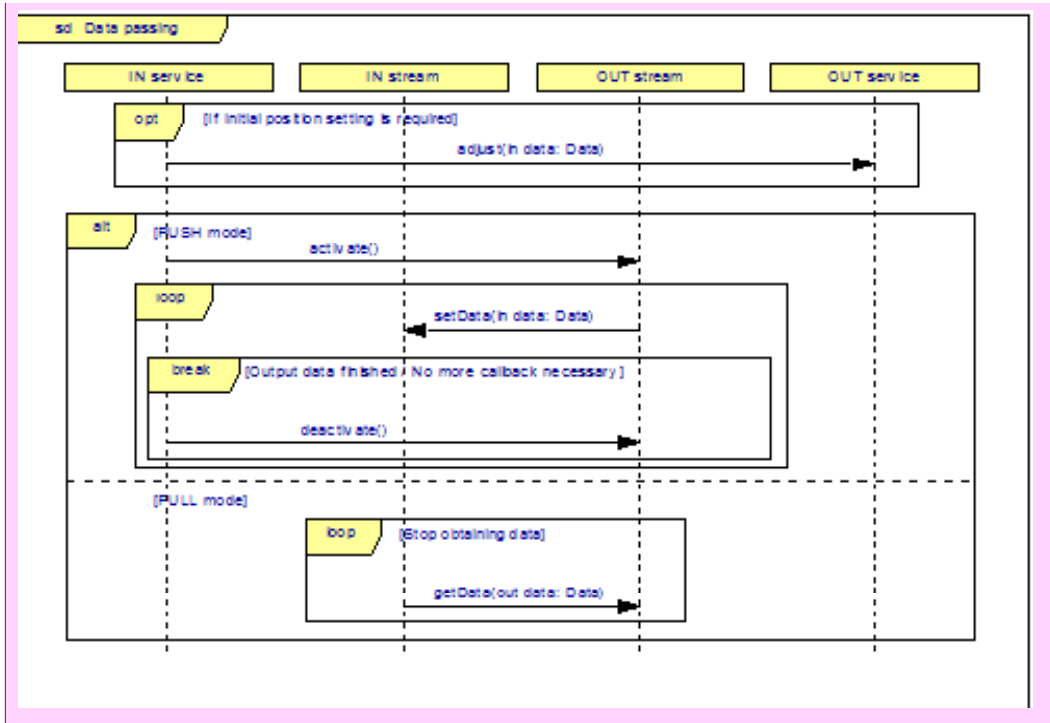 sd Data passing
IN service
IN stream
OUT stream
OUT service
opt
[If initial position setting is required]
adjust(in data: Data)
alt
[PUSH mode]
activate()
loop
setData(in data: Data)
break
[Output data finished / No more callback necessary]
deactivate()
[PULL mode]
loop
[Stop obtaining data]
getData(out data: Data)